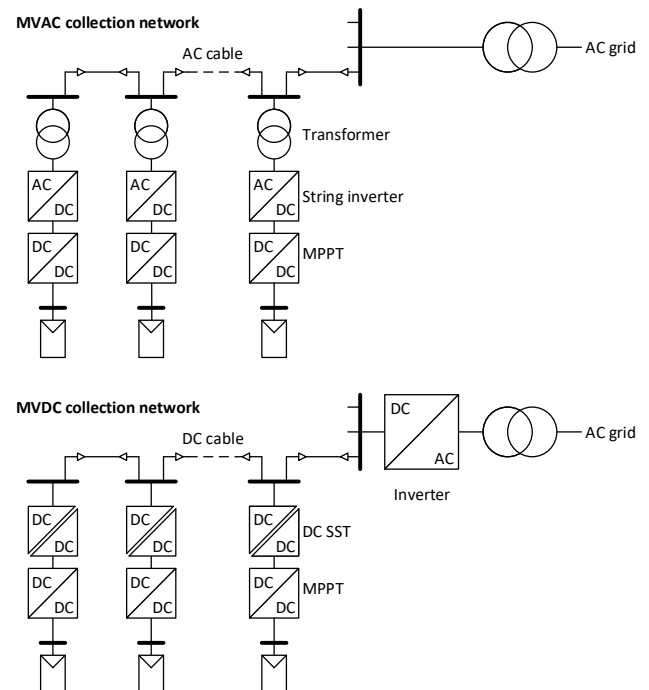 MVAC collection network
AC cable
AC grid
Transformer
AC
DC
AC
DC
AC
DC
String inverter
DC
DC
DC
DC
DC
DC
MPPT
MVDC collection network
DC cable
DC
AC
AC grid
Inverter
DC
DC
DC
DC
DC
DC
DC SST
DC
DC
DC
DC
DC
DC
MPPT